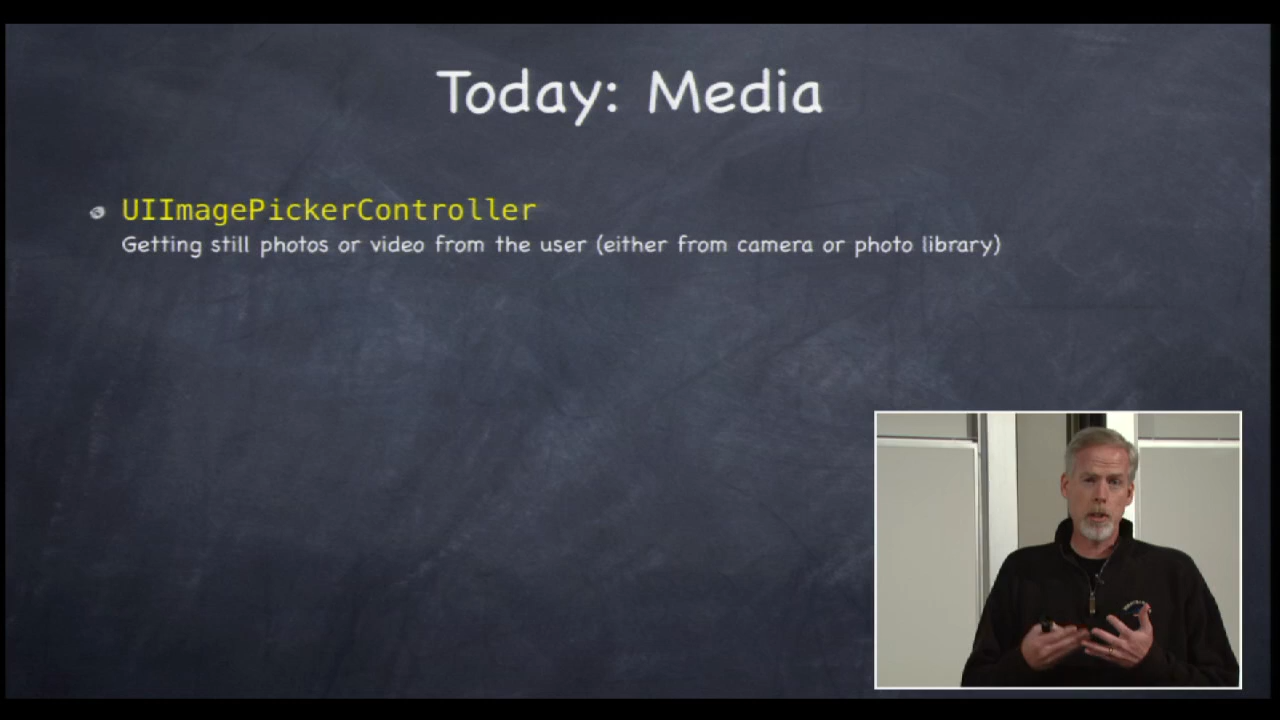 Today: Media
UIImagePickerController
Getting still photos or video from the user (either from camera or photo library)